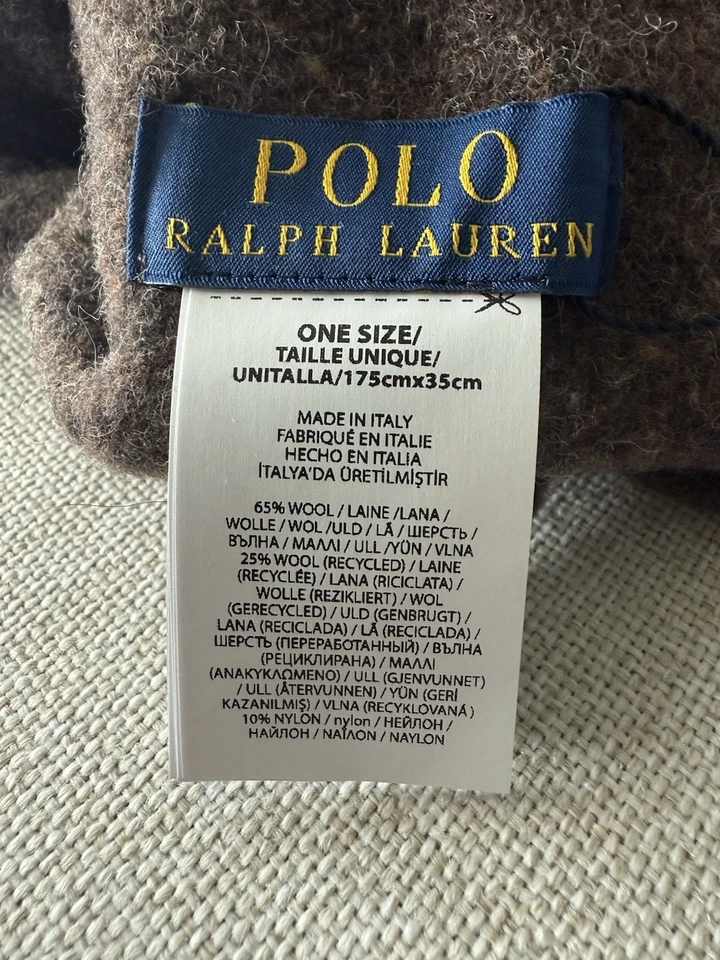 POLO
RALPH LAUREN
ONE SIZE/
TAILLE UNIQUE/
UNITALLA/175cmx35cm
MADE IN ITALY
FABRIQUÉ EN ITALIE
HECHO EN ITALIA
İTALYA'DA ÜRETİLMİŞTİR
65% WOOL / LAINE /LANA /
WOLLE / WOL /ULD / LÃ / ШЕРСТЬ /
ВЪЛНА / ΜΑΛΛΙ / ULL /YÜN / VLNA
25% WOOL (RECYCLED) / LAINE
(RECYCLÉE) / LANA (RICICLATA) /
WOLLE (REZIKLIERT) / WOL
(GERECYCLED) / ULD (GENBRUGT) /
LANA (RECICLADA) / LÃ (RECICLADA) /
ШЕРСТЬ (ПЕРЕРАБОТАННЫЙ) / ВЪЛНА
(РЕЦИКЛИРАНА) / ΜΑΛΛΙ
(ΑΝΑΚΥΚΛΩΜΕΝΟ) / ULL (GJENVUNNET)
/ ULL (ÅTERVUNNEN) / YÜN (GERİ
KAZANILMIŞ) / VLNA (RECYKLOVANÁ )
10% NYLON / nylon / НЕЙЛОН /
НАЙЛОН / ΝΑΪΛΟΝ / NAYLON